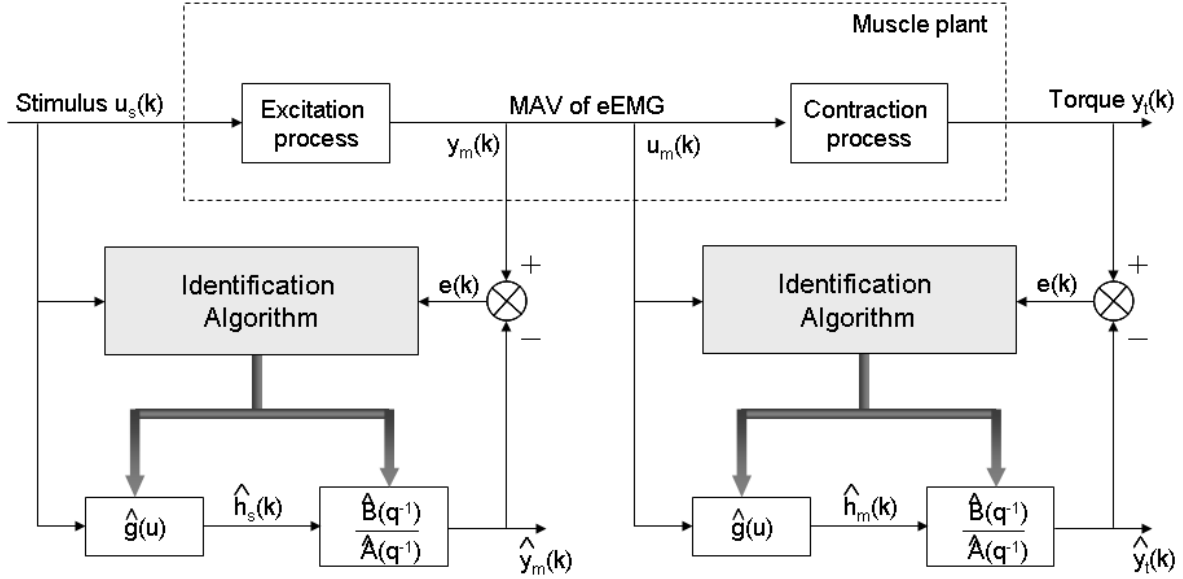 Muscle plant
Stimulus u_s(k)
Excitation
process
MAV of eEMG
Contraction
process
Torque y_t(k)
y_m(k)
u_m(k)
Identification
Algorithm
e(k)
+
−
Identification
Algorithm
e(k)
+
−
ĝ(u)
ĥ_s(k)
B̂(q⁻¹)
Â(q⁻¹)
ŷ_m(k)
ĝ(u)
ĥ_m(k)
B̂(q⁻¹)
Â(q⁻¹)
ŷ_t(k)